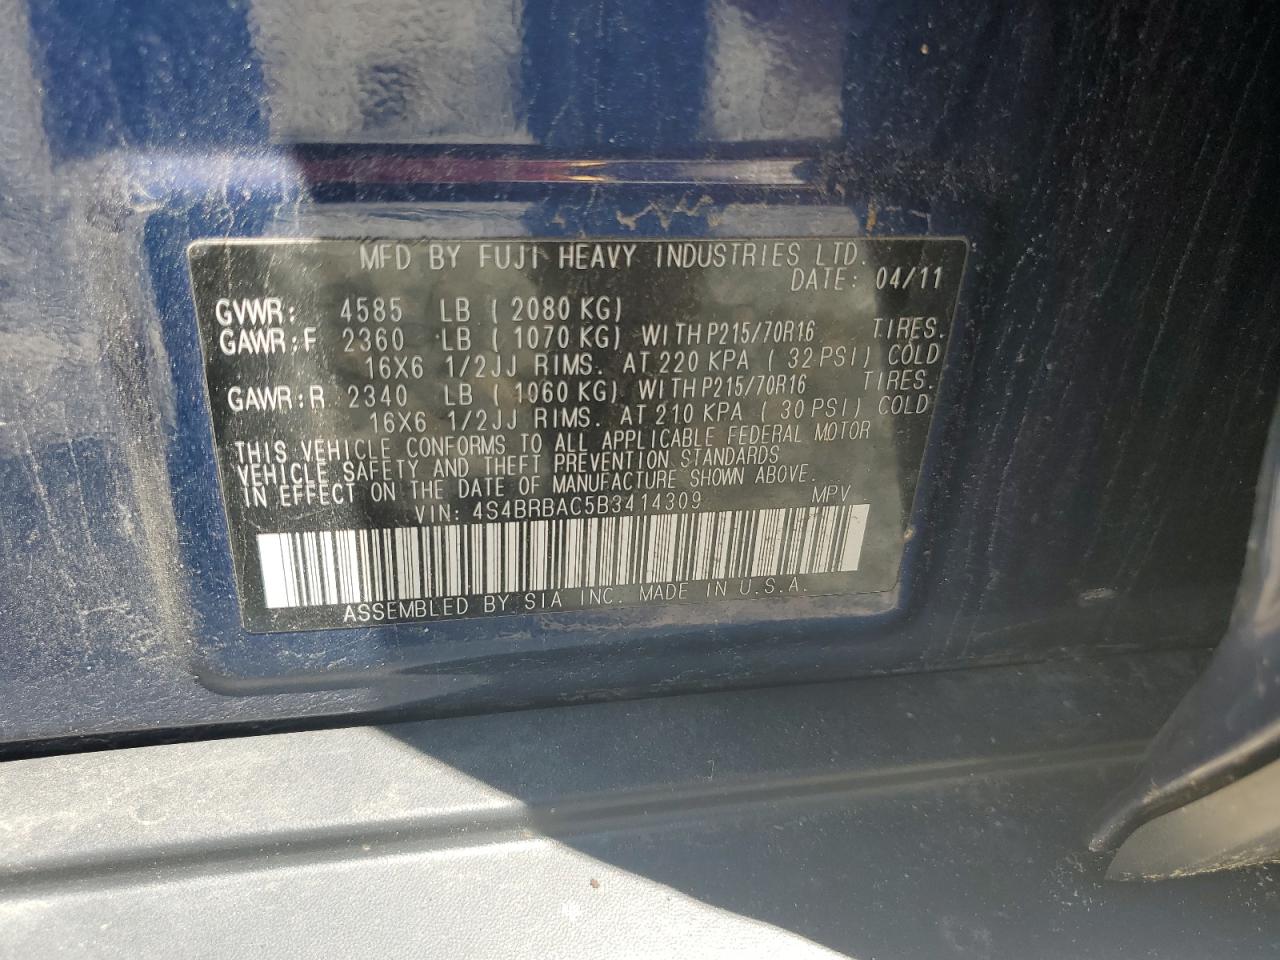 MFD BY FUJI HEAVY INDUSTRIES LTD.
DATE: 04/11
GVWR: 4585 LB ( 2080 KG)
GAWR:F 2360 LB ( 1070 KG) WITH P215/70R16 TIRES.
16X6 1/2JJ RIMS. AT 220 KPA ( 32 PSI) COLD
GAWR:R 2340 LB ( 1060 KG) WITH P215/70R16 TIRES.
16X6 1/2JJ RIMS. AT 210 KPA ( 30 PSI) COLD
THIS VEHICLE CONFORMS TO ALL APPLICABLE FEDERAL MOTOR
VEHICLE SAFETY AND THEFT PREVENTION STANDARDS
IN EFFECT ON THE DATE OF MANUFACTURE SHOWN ABOVE.
VIN: 4S4BRBAC5B3414309 MPV
ASSEMBLED BY SIA INC. MADE IN U.S.A.